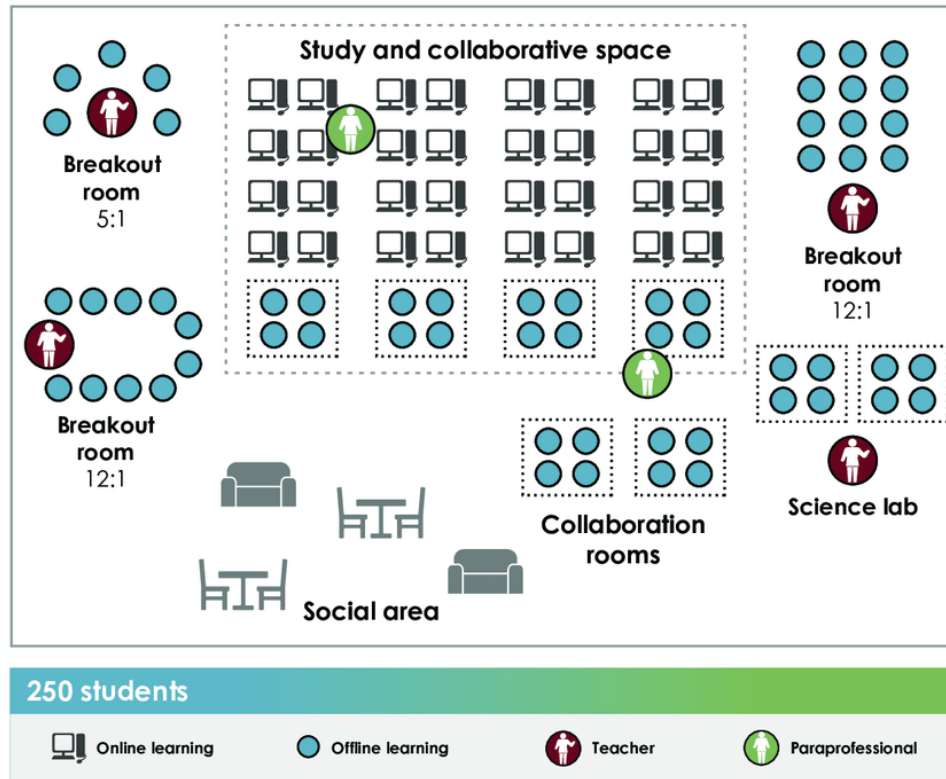 Study and collaborative space
Breakout
room
5:1
Breakout
room
12:1
Breakout
room
12:1
Science lab
Collaboration
rooms
Social area
250 students
Online learning
Offline learning
Teacher
Paraprofessional